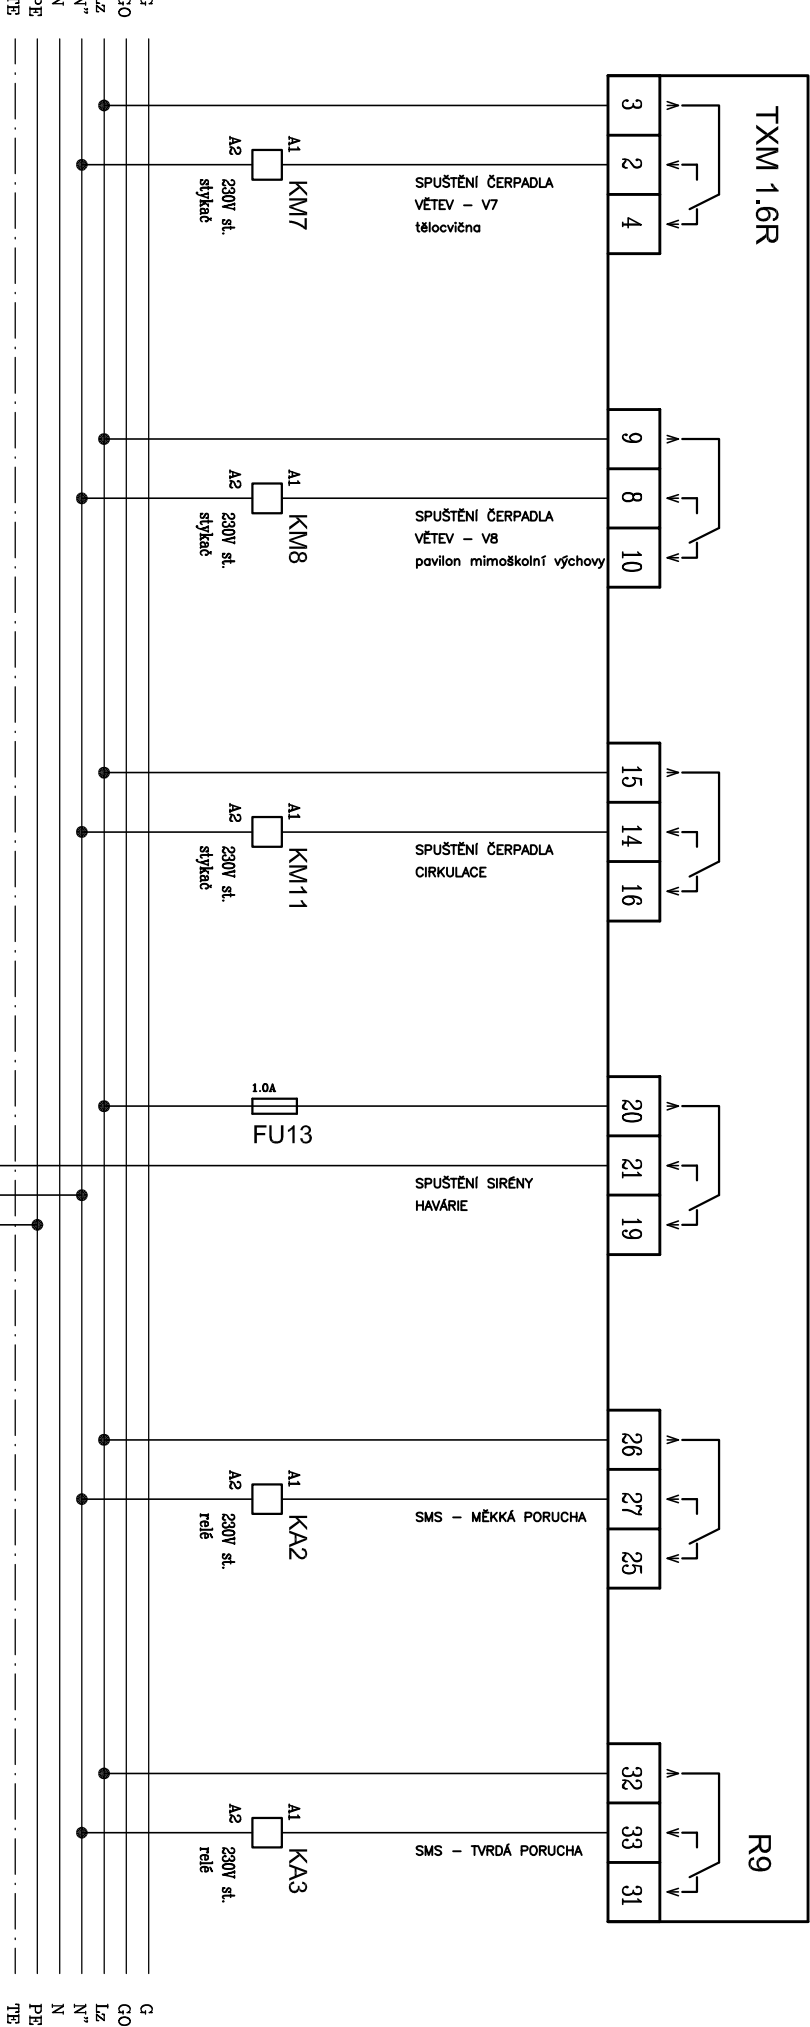 G
GO
Lz
N"
N
PE
TE
TXM 1.6R
3
2
4
A1
A2
KM7
230V st.
stykač
SPUŠTĚNÍ ČERPADLA
VĚTEV – V7
tělocvična
9
8
10
A1
A2
KM8
230V st.
stykač
SPUŠTĚNÍ ČERPADLA
VĚTEV – V8
pavilon mimoškolní výchovy
15
14
16
A1
A2
KM11
230V st.
stykač
SPUŠTĚNÍ ČERPADLA
CIRKULACE
20
21
19
1.0A
FU13
SPUŠTĚNÍ SIRÉNY
HAVÁRIE
26
27
25
A1
A2
KA2
230V st.
relé
SMS – MĚKKÁ PORUCHA
32
33
31
A1
A2
KA3
230V st.
relé
SMS – TVRDÁ PORUCHA
R9
G
GO
Lz
N"
N
PE
TE